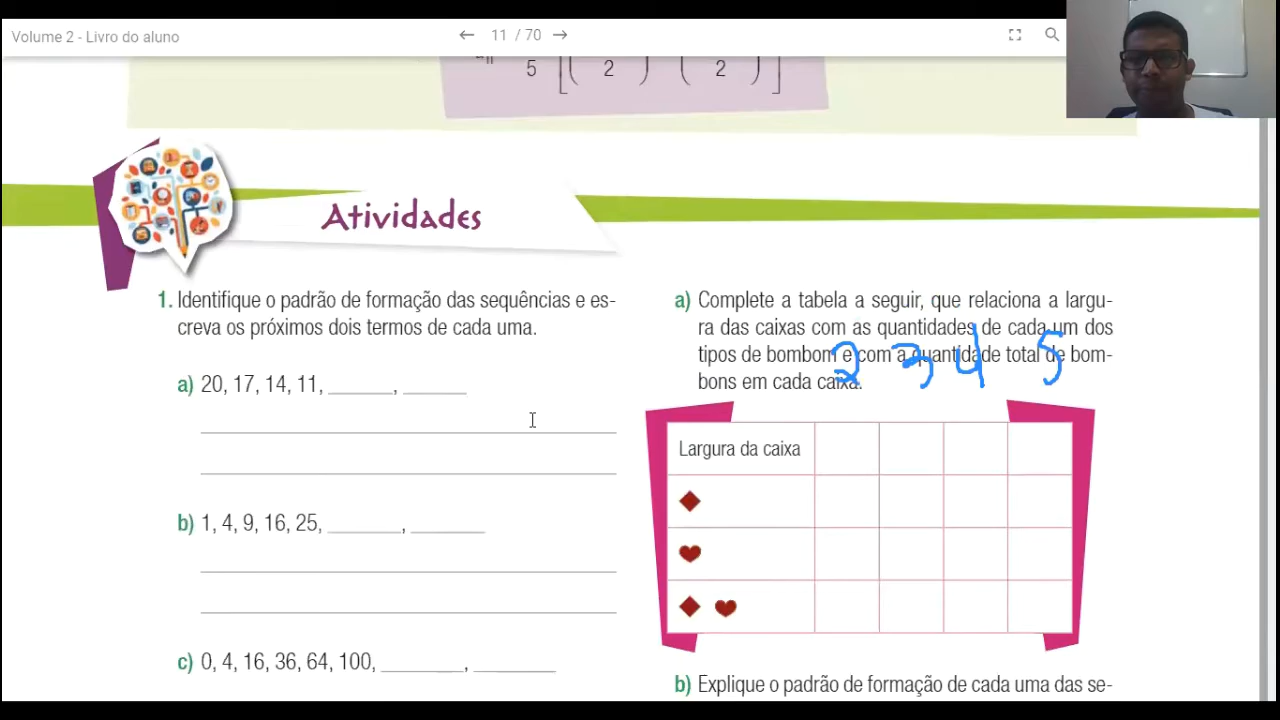 Volume 2 - Livro do aluno
11 / 70
5 2 2
Atividades
1. Identifique o padrão de formação das sequências e es-
creva os próximos dois termos de cada uma.
a) 20, 17, 14, 11, ______, ______
b) 1, 4, 9, 16, 25, _______, _______
c) 0, 4, 16, 36, 64, 100, ________, ________
a) Complete a tabela a seguir, que relaciona a largu-
ra das caixas com as quantidades de cada um dos
tipos de bombom e com a quantidade total de bom-
bons em cada caixa.
2 3 4 5
Largura da caixa
b) Explique o padrão de formação de cada uma das se-